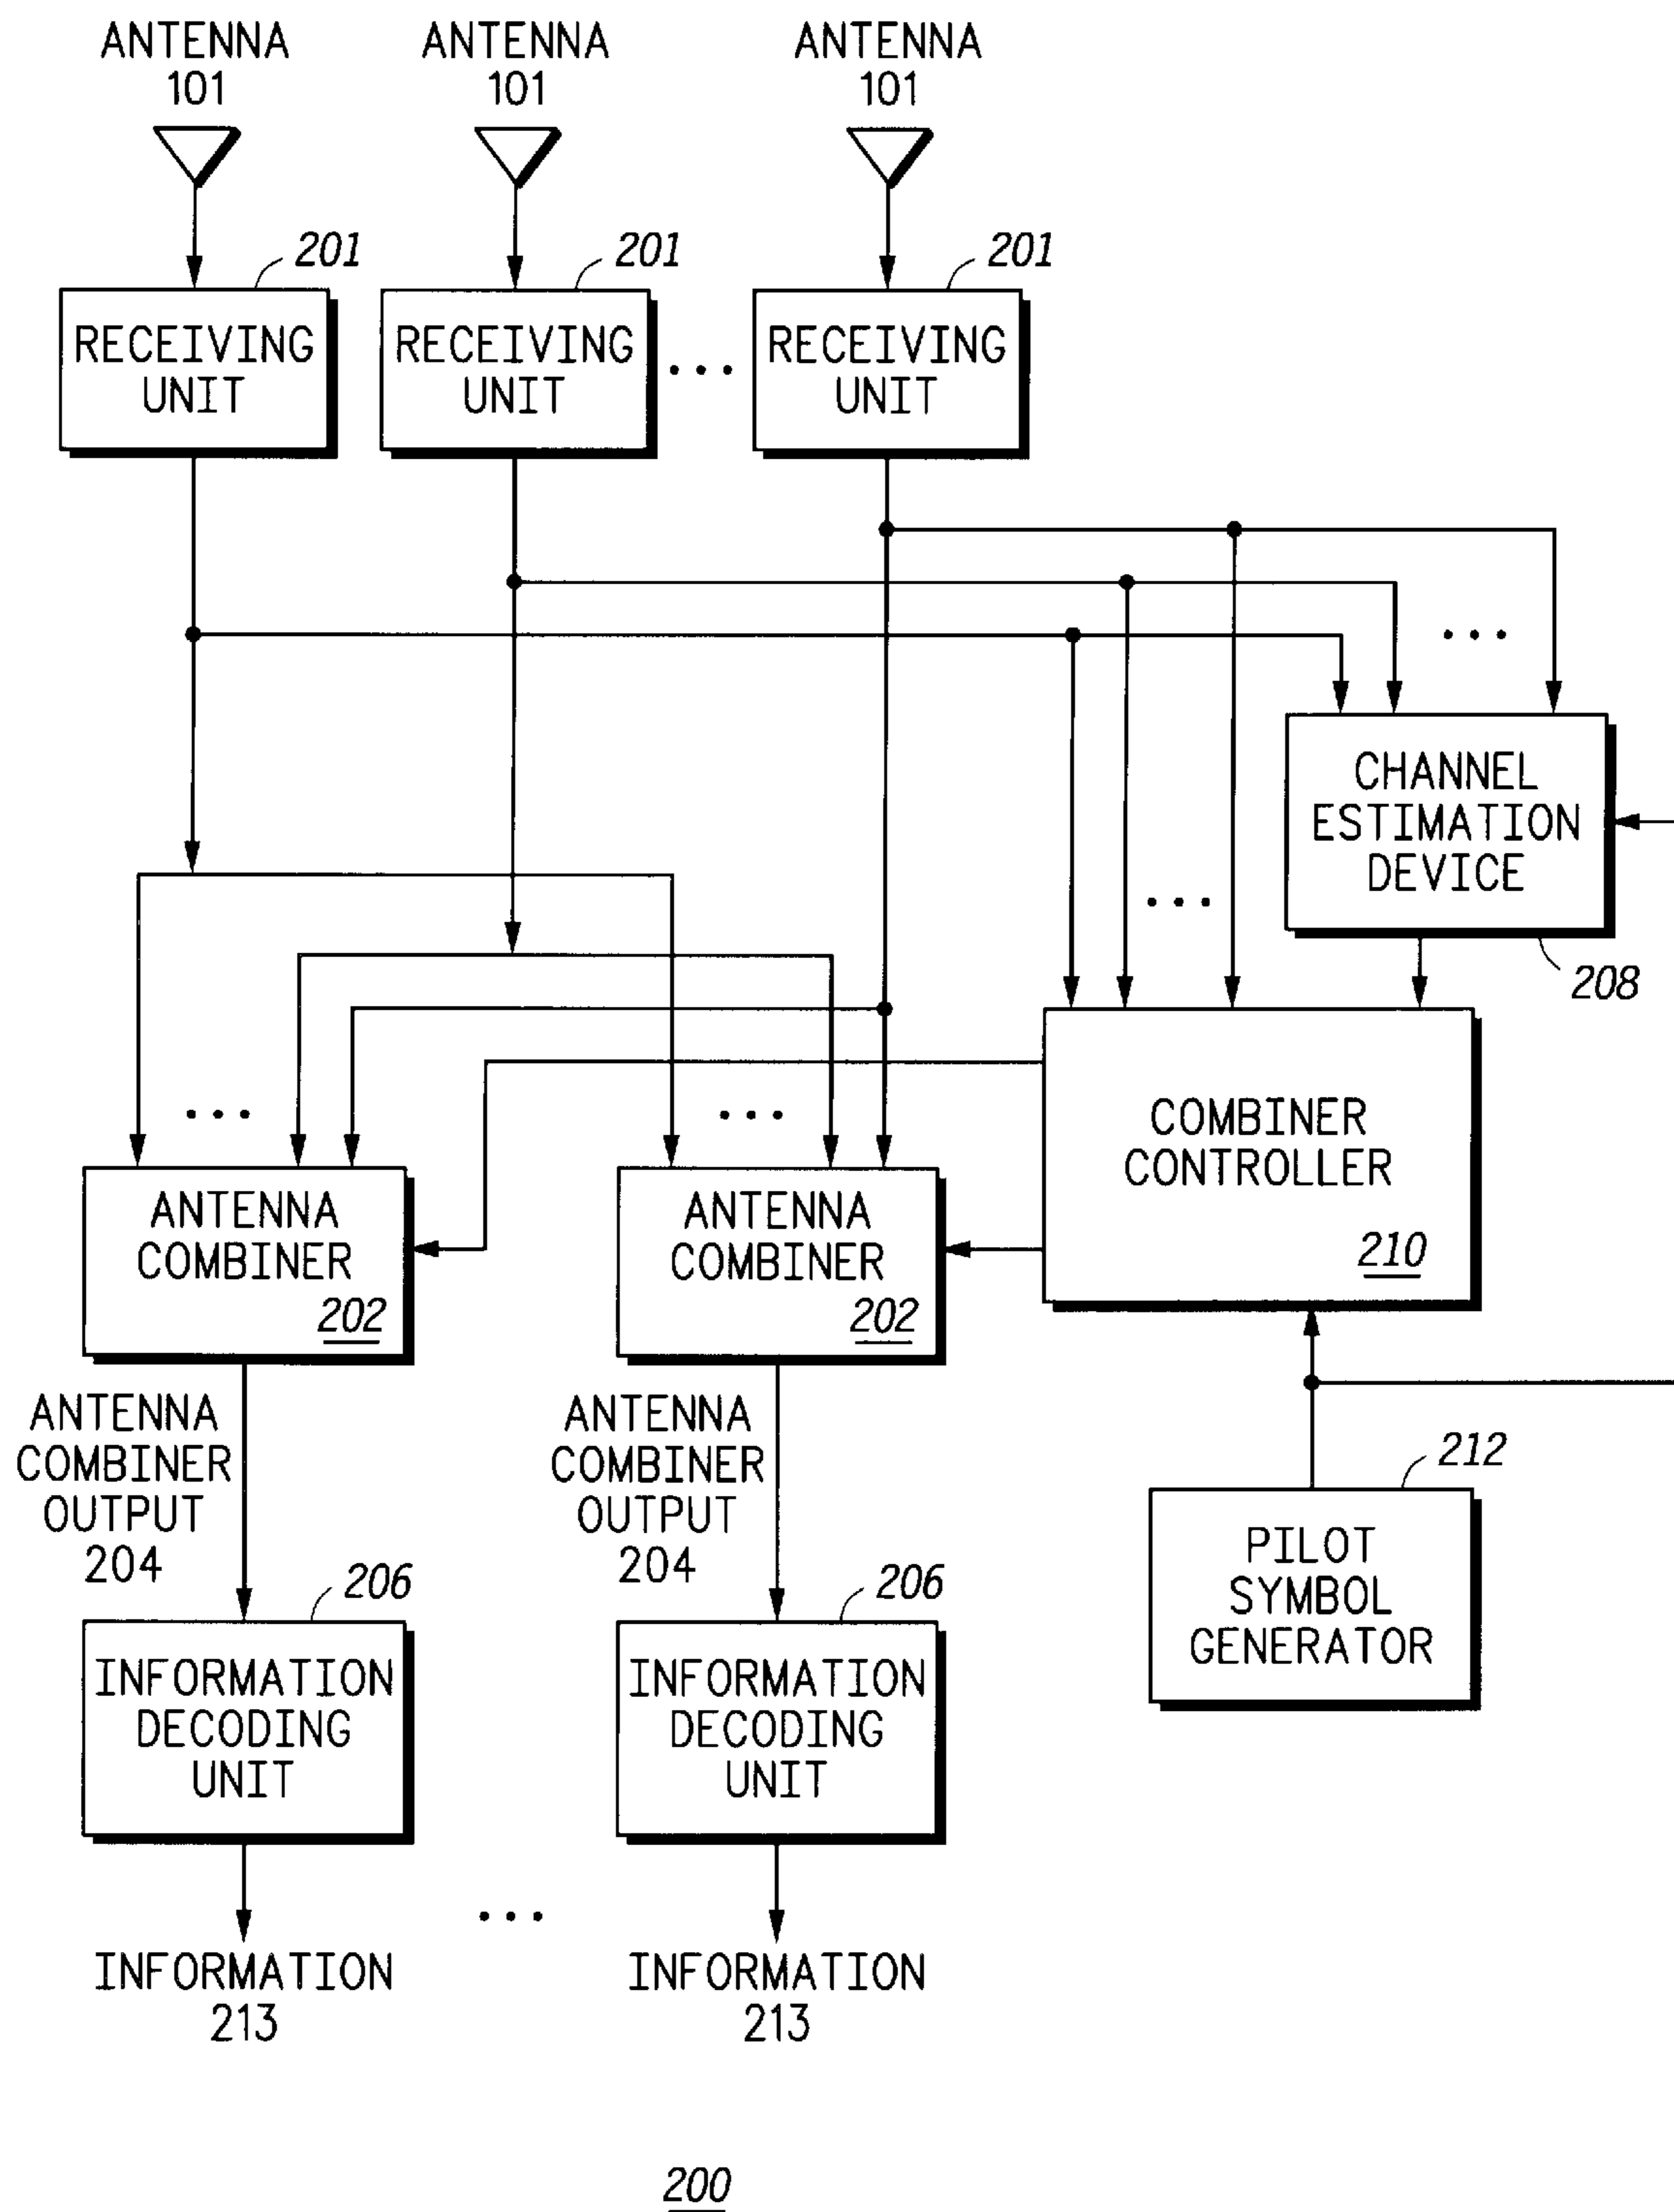 ANTENNA
101
ANTENNA
101
ANTENNA
101
201
201
201
RECEIVING
UNIT
RECEIVING
UNIT
...
RECEIVING
UNIT
...
CHANNEL
ESTIMATION
DEVICE
...
208
...
...
COMBINER
CONTROLLER
210
ANTENNA
COMBINER
202
ANTENNA
COMBINER
202
ANTENNA
COMBINER
OUTPUT
204
ANTENNA
COMBINER
OUTPUT
204
212
PILOT
SYMBOL
GENERATOR
206
206
INFORMATION
DECODING
UNIT
INFORMATION
DECODING
UNIT
...
INFORMATION
213
INFORMATION
213
200